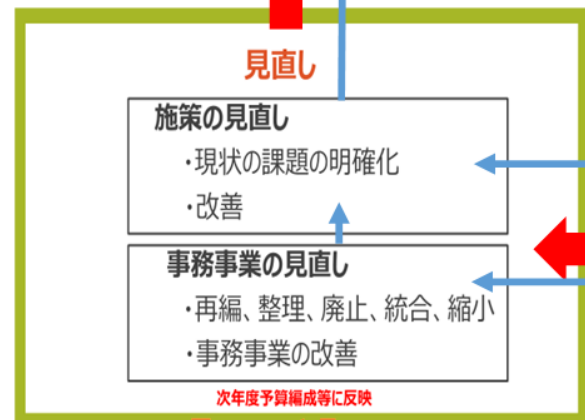 見直し
施策の見直し
・現状の課題の明確化
・改善
事務事業の見直し
・再編、整理、廃止、統合、縮小
・事務事業の改善
次年度予算編成等に反映